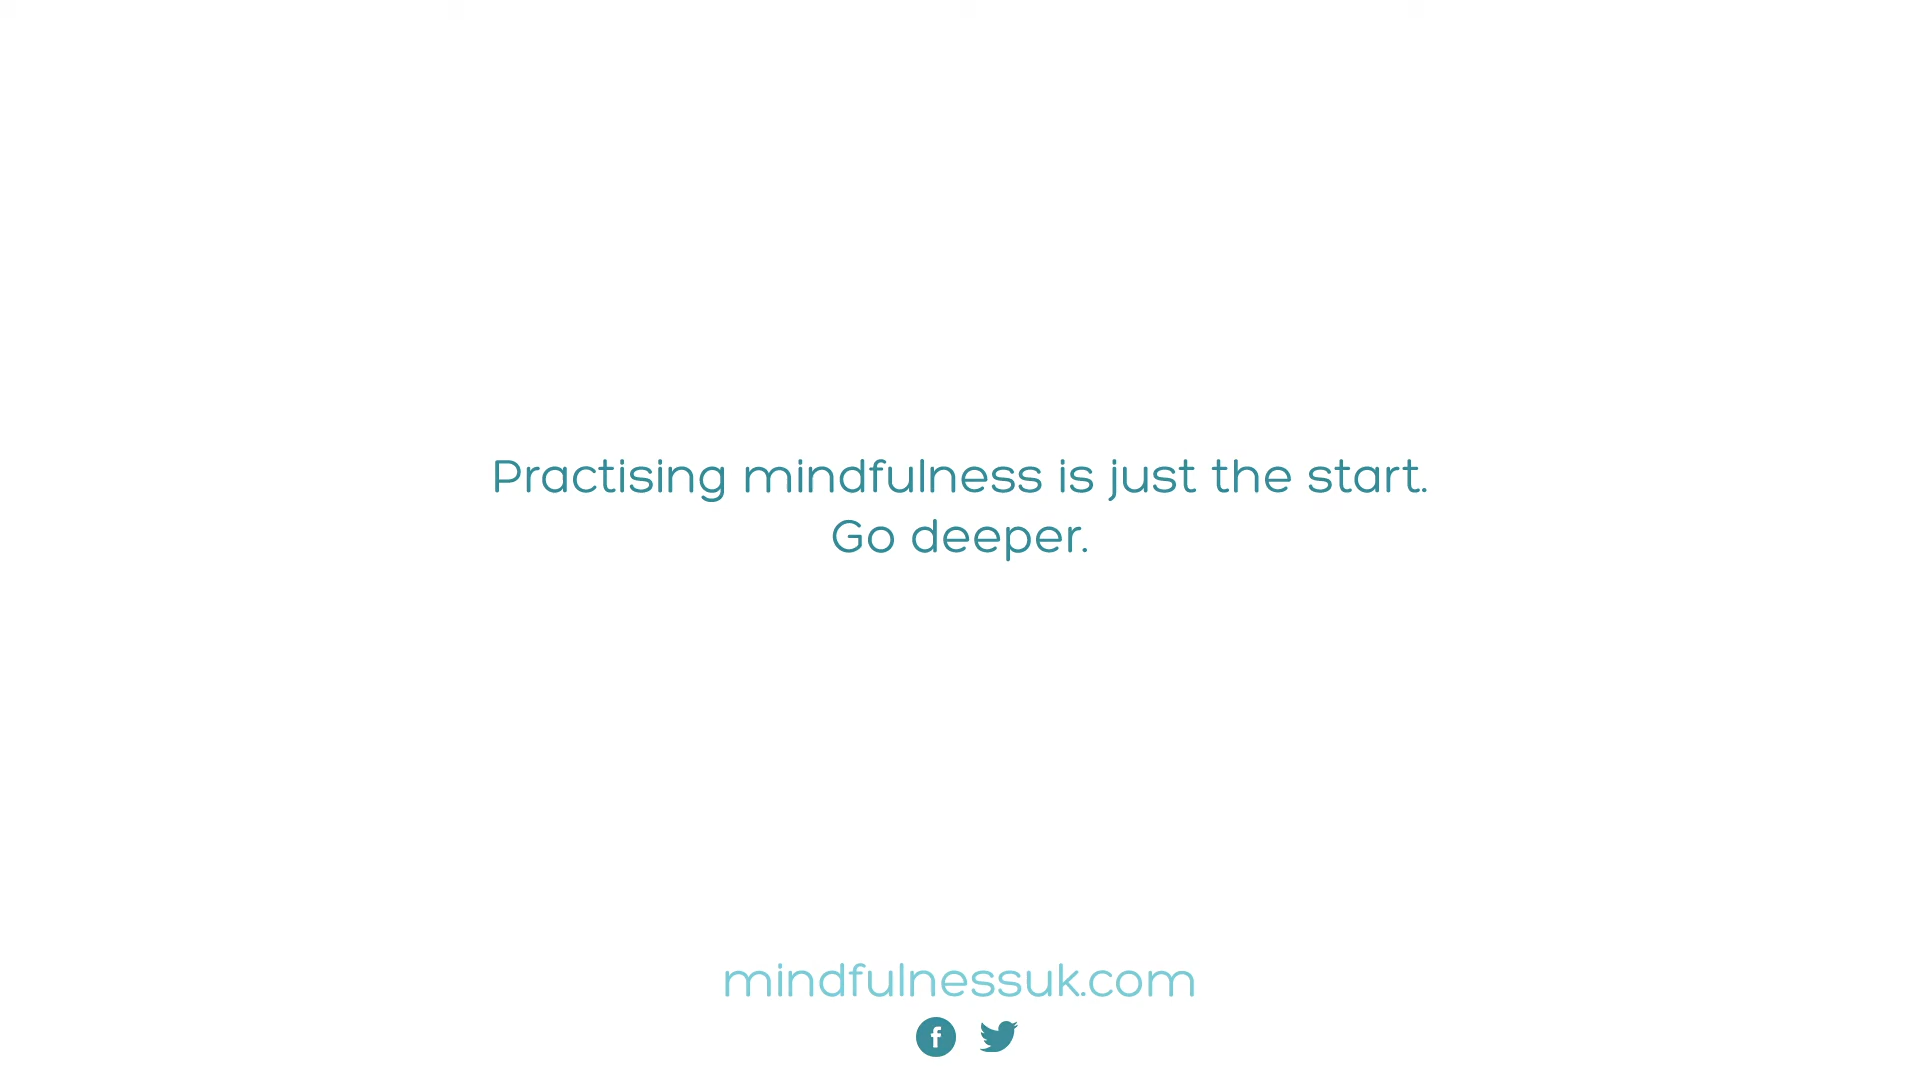 Practising mindfulness is just the start.
Go deeper.
mindfulnessuk.com